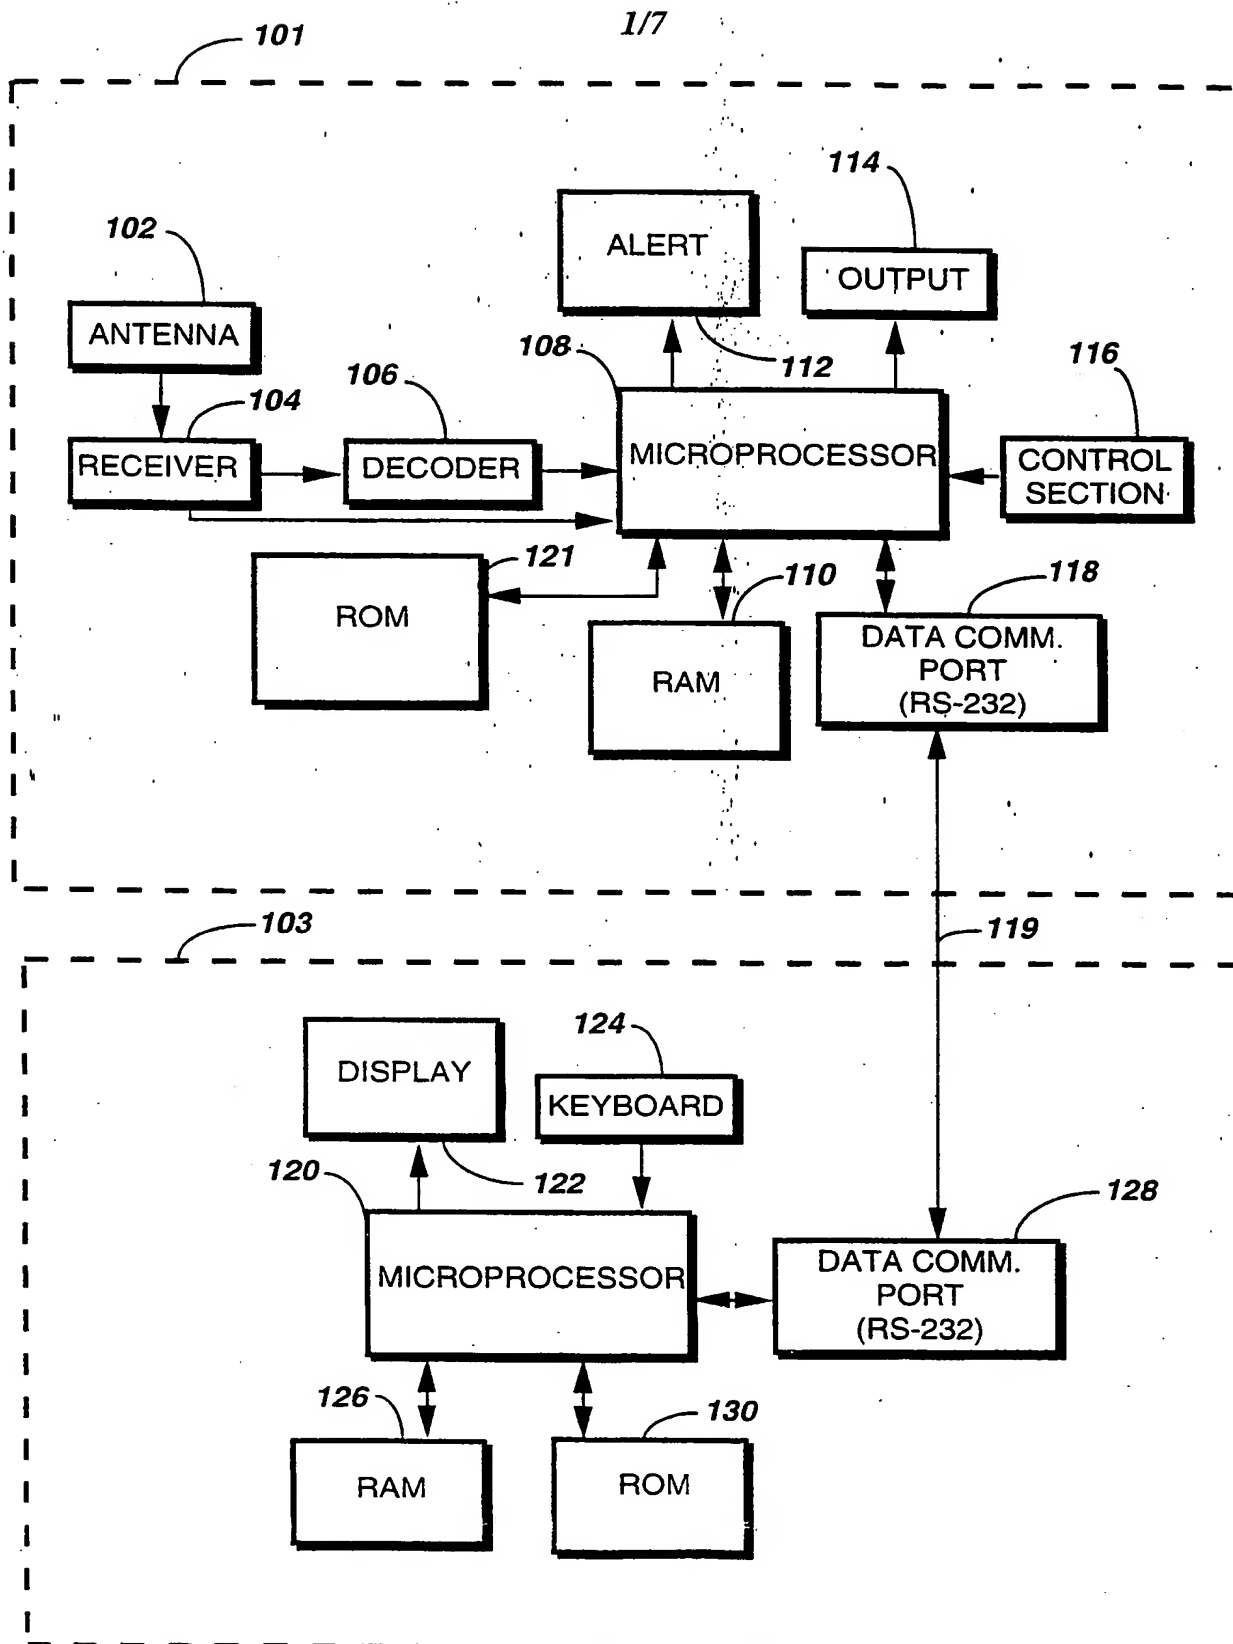 1/7
101
114
ALERT
102
OUTPUT
ANTENNA
108
112
116
106
104
RECEIVER
DECODER
MICROPROCESSOR
CONTROL
SECTION
121
110
118
ROM
DATA COMM.
PORT
(RS-232)
RAM
103
119
124
DISPLAY
KEYBOARD
120
122
128
MICROPROCESSOR
DATA COMM.
PORT
(RS-232)
126
130
RAM
ROM